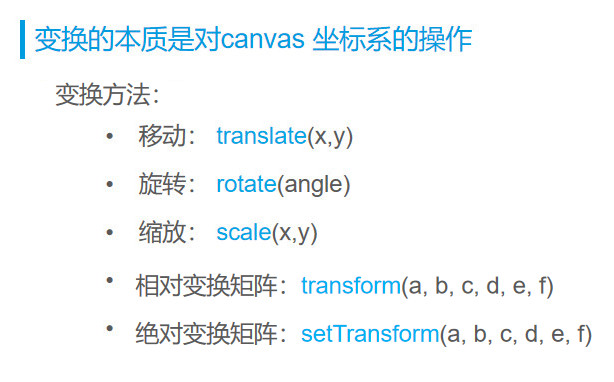 变换的本质是对canvas 坐标系的操作
变换方法：
• 移动： translate(x,y)
• 旋转： rotate(angle)
• 缩放： scale(x,y)
• 相对变换矩阵：transform(a, b, c, d, e, f)
• 绝对变换矩阵：setTransform(a, b, c, d, e, f)